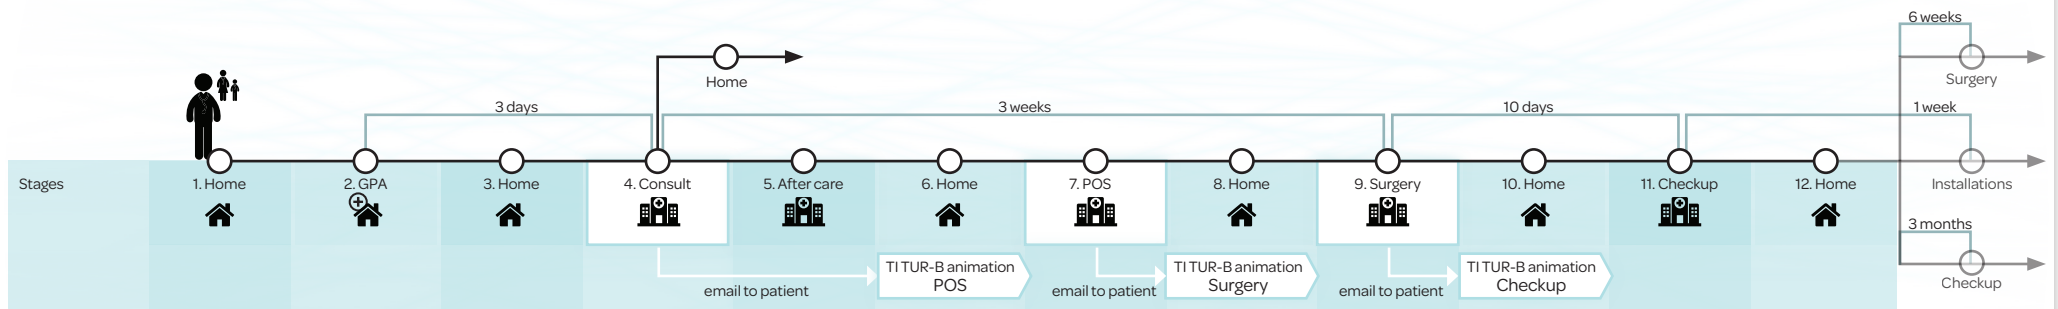 6 weeks
Home
Surgery
3 days
3 weeks
10 days
1 week
Stages
1. Home
2. GPA
3. Home
4. Consult
5. After care
6. Home
7. POS
8. Home
9. Surgery
10. Home
11. Checkup
12. Home
Installations
3 months
TI TUR-B animation
POS
TI TUR-B animation
Surgery
TI TUR-B animation
Checkup
email to patient
email to patient
email to patient
Checkup